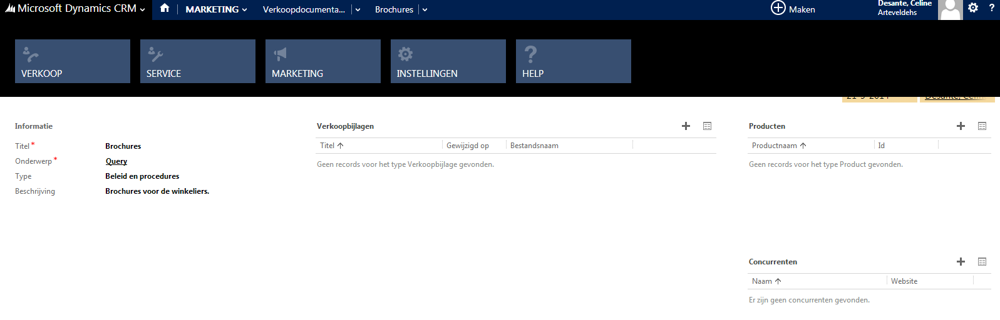 Microsoft Dynamics CRM
MARKETING
Verkoopdocumenta...
Brochures
Maken
Desante, Celine
Arteveldehs
?
VERKOOP
SERVICE
MARKETING
INSTELLINGEN
HELP
Desante, Celin
Informatie
Titel*
Brochures
Onderwerp*
Query
Type
Beleid en procedures
Beschrijving
Brochures voor de winkeliers.
Verkoopbijlagen
Titel
Gewijzigd op
Bestandsnaam
Geen records voor het type Verkoopbijlage gevonden.
Producten
Productnaam
Id
Geen records voor het type Product gevonden.
Concurrenten
Naam
Website
Er zijn geen concurrenten gevonden.